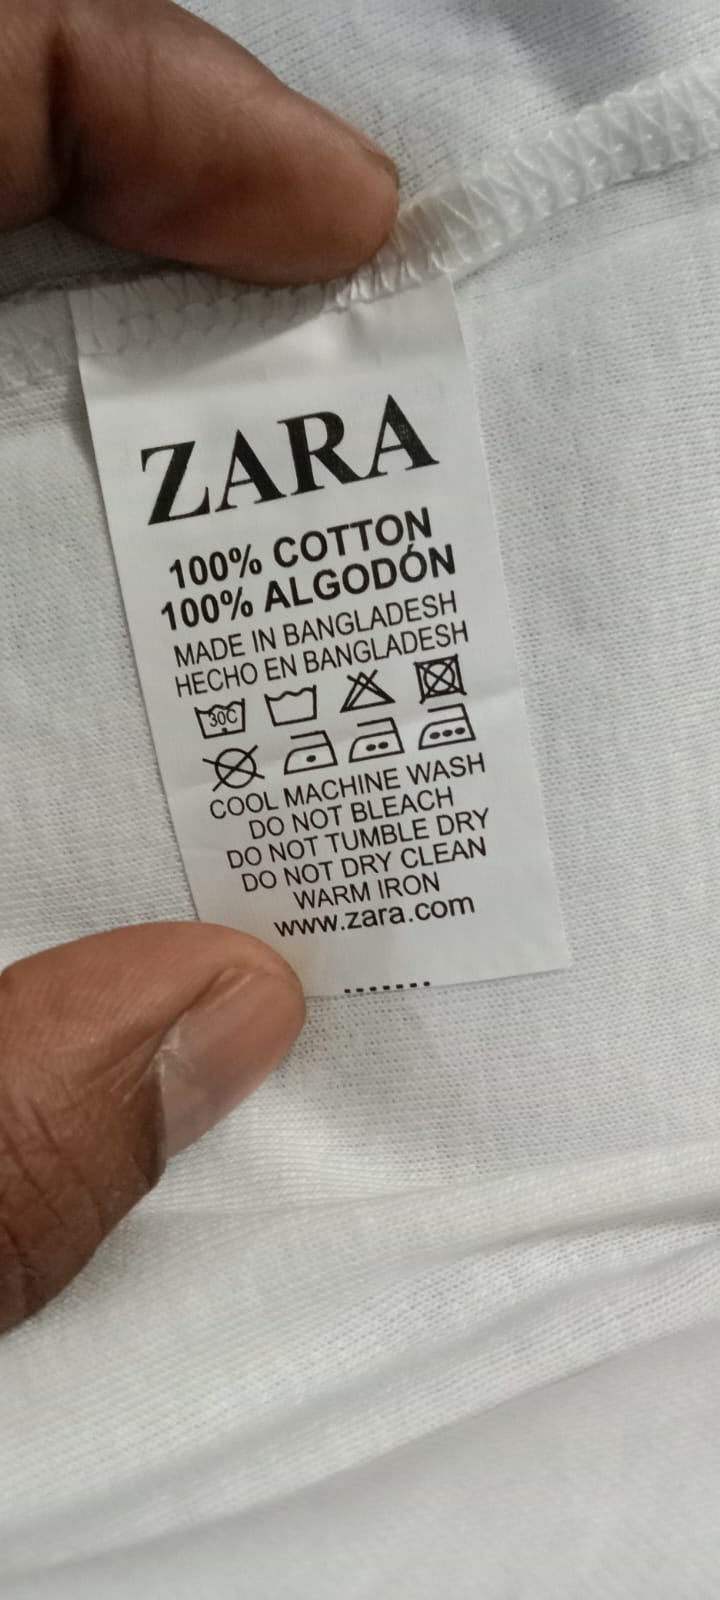 ZARA
100% COTTON
100% ALGODÓN
MADE IN BANGLADESH
HECHO EN BANGLADESH
30C
COOL MACHINE WASH
DO NOT BLEACH
DO NOT TUMBLE DRY
DO NOT DRY CLEAN
WARM IRON
www.zara.com